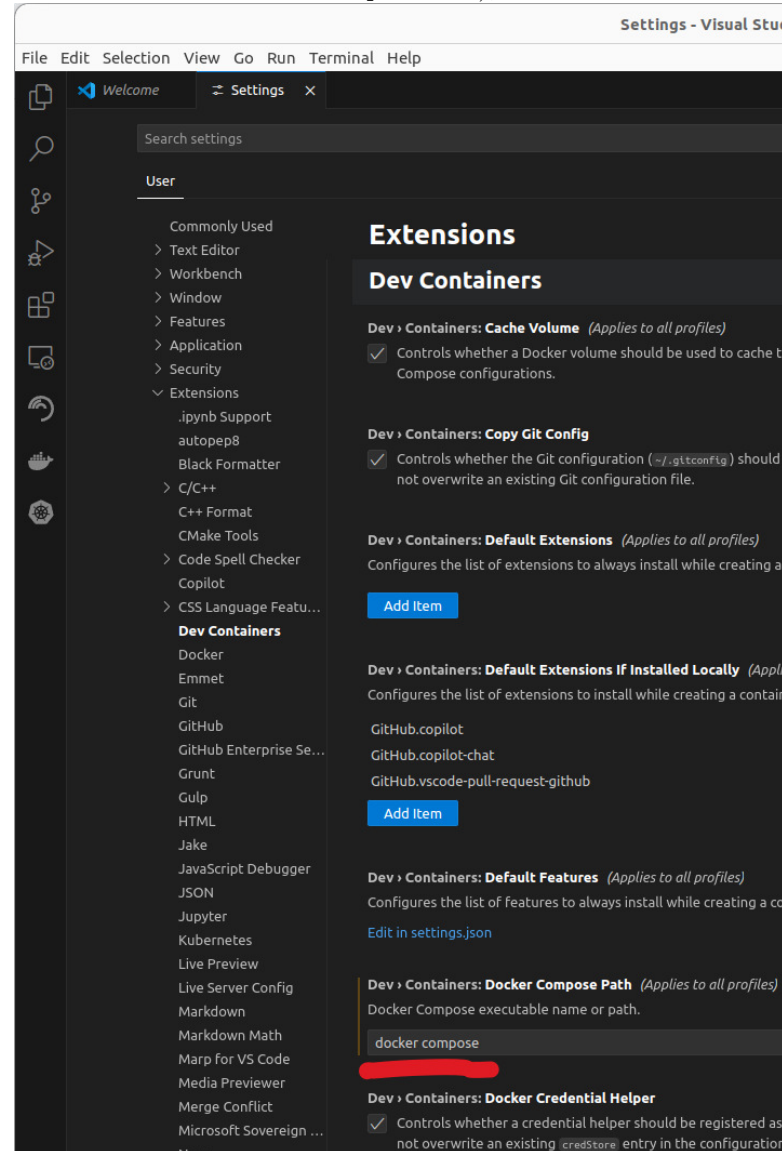 Settings - Visual Stu
File Edit Selection View Go Run Terminal Help
Welcome Settings
Search settings
User
Commonly Used
Text Editor
Workbench
Window
Features
Application
Security
Extensions
.ipynb Support
autopep8
Black Formatter
C/C++
C++ Format
CMake Tools
Code Spell Checker
Copilot
CSS Language Featu...
Dev Containers
Docker
Emmet
Git
GitHub
GitHub Enterprise Se...
Grunt
Gulp
HTML
Jake
JavaScript Debugger
JSON
Jupyter
Kubernetes
Live Preview
Live Server Config
Markdown
Markdown Math
Marp for VS Code
Media Previewer
Merge Conflict
Microsoft Sovereign ...
Extensions
Dev Containers
Dev › Containers: Cache Volume (Applies to all profiles)
Controls whether a Docker volume should be used to cache t
Compose configurations.
Dev › Containers: Copy Git Config
Controls whether the Git configuration (~/.gitconfig) should
not overwrite an existing Git configuration file.
Dev › Containers: Default Extensions (Applies to all profiles)
Configures the list of extensions to always install while creating a
Add Item
Dev › Containers: Default Extensions If Installed Locally (Appli
Configures the list of extensions to install while creating a contain
GitHub.copilot
GitHub.copilot-chat
GitHub.vscode-pull-request-github
Add Item
Dev › Containers: Default Features (Applies to all profiles)
Configures the list of features to always install while creating a co
Edit in settings.json
Dev › Containers: Docker Compose Path (Applies to all profiles)
Docker Compose executable name or path.
docker compose
Dev › Containers: Docker Credential Helper
Controls whether a credential helper should be registered as
not overwrite an existing credStore entry in the configuration